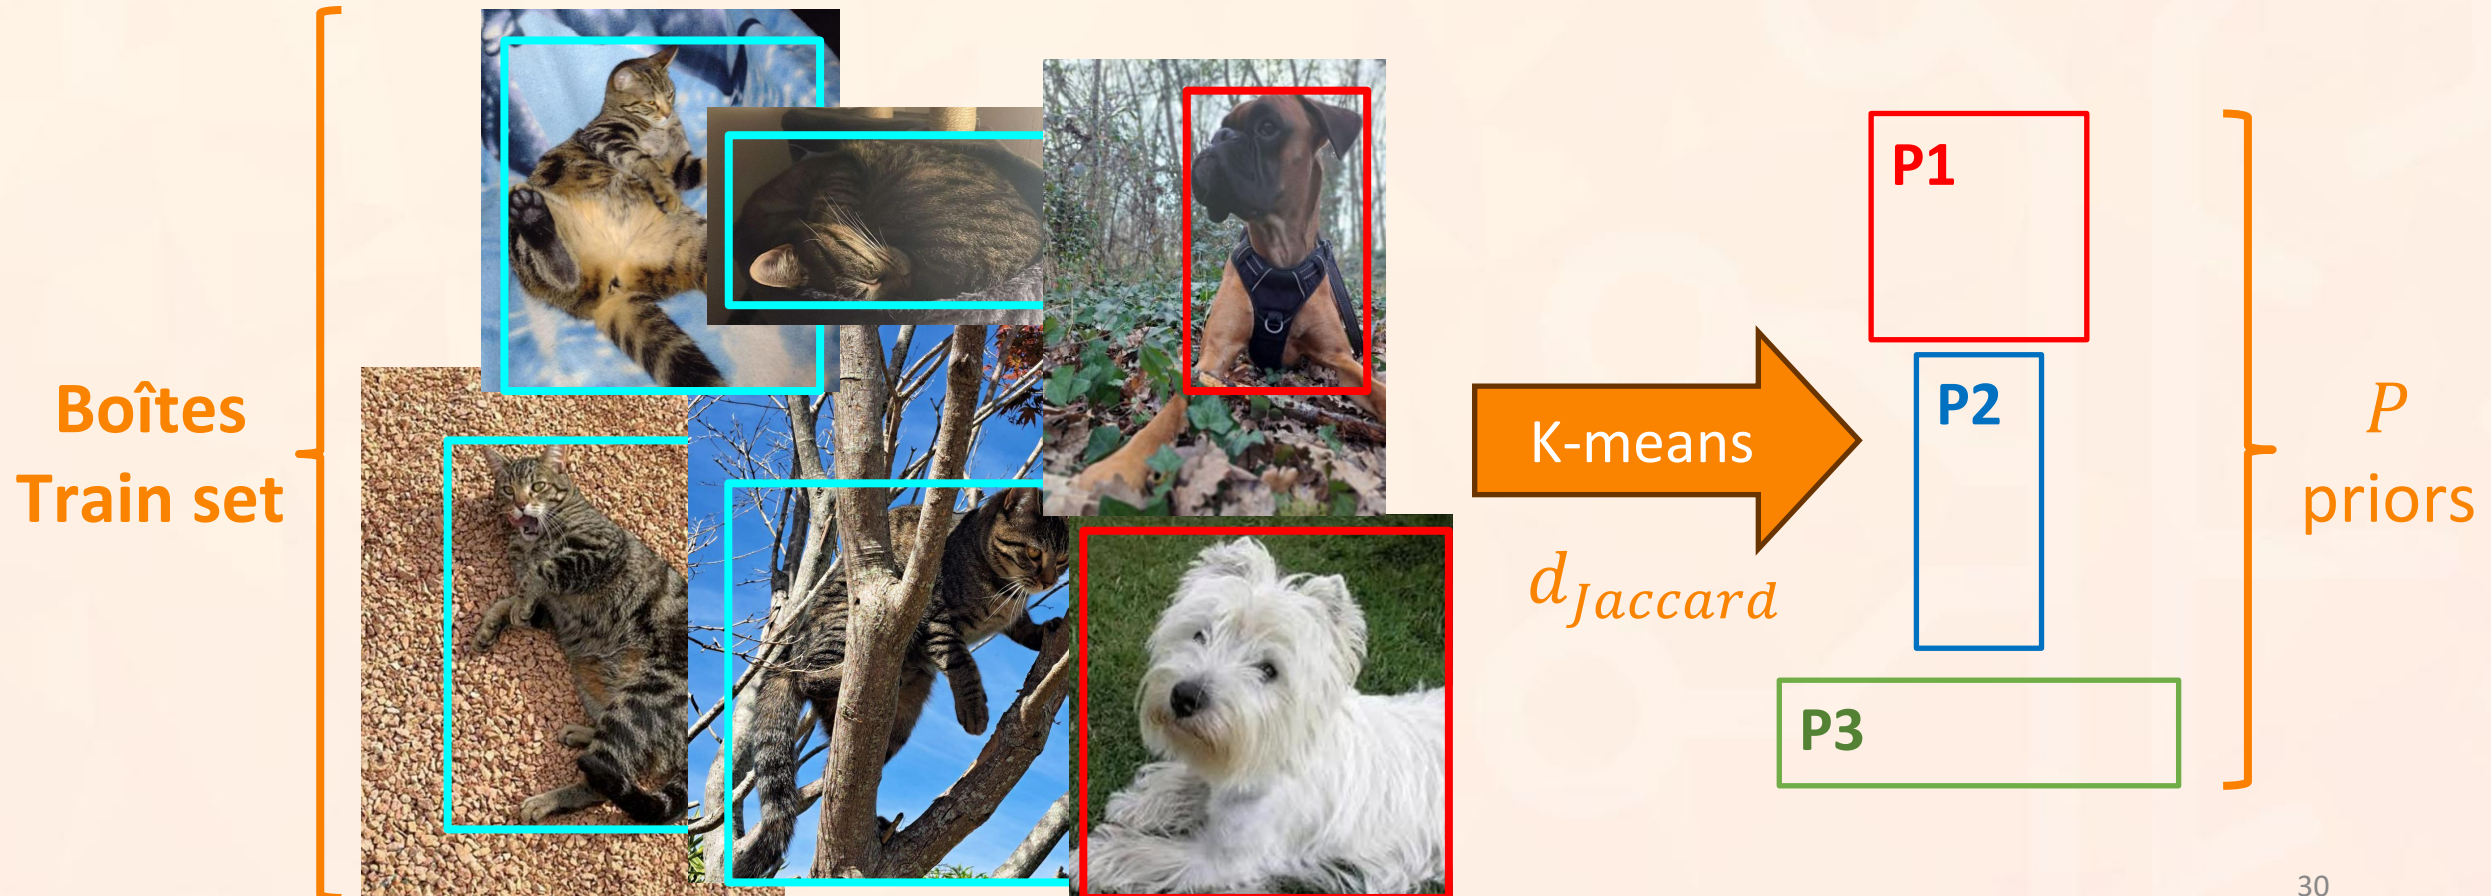 Boîtes
Train set
K-means
d_Jaccard
P1
P2
P3
P
priors
30